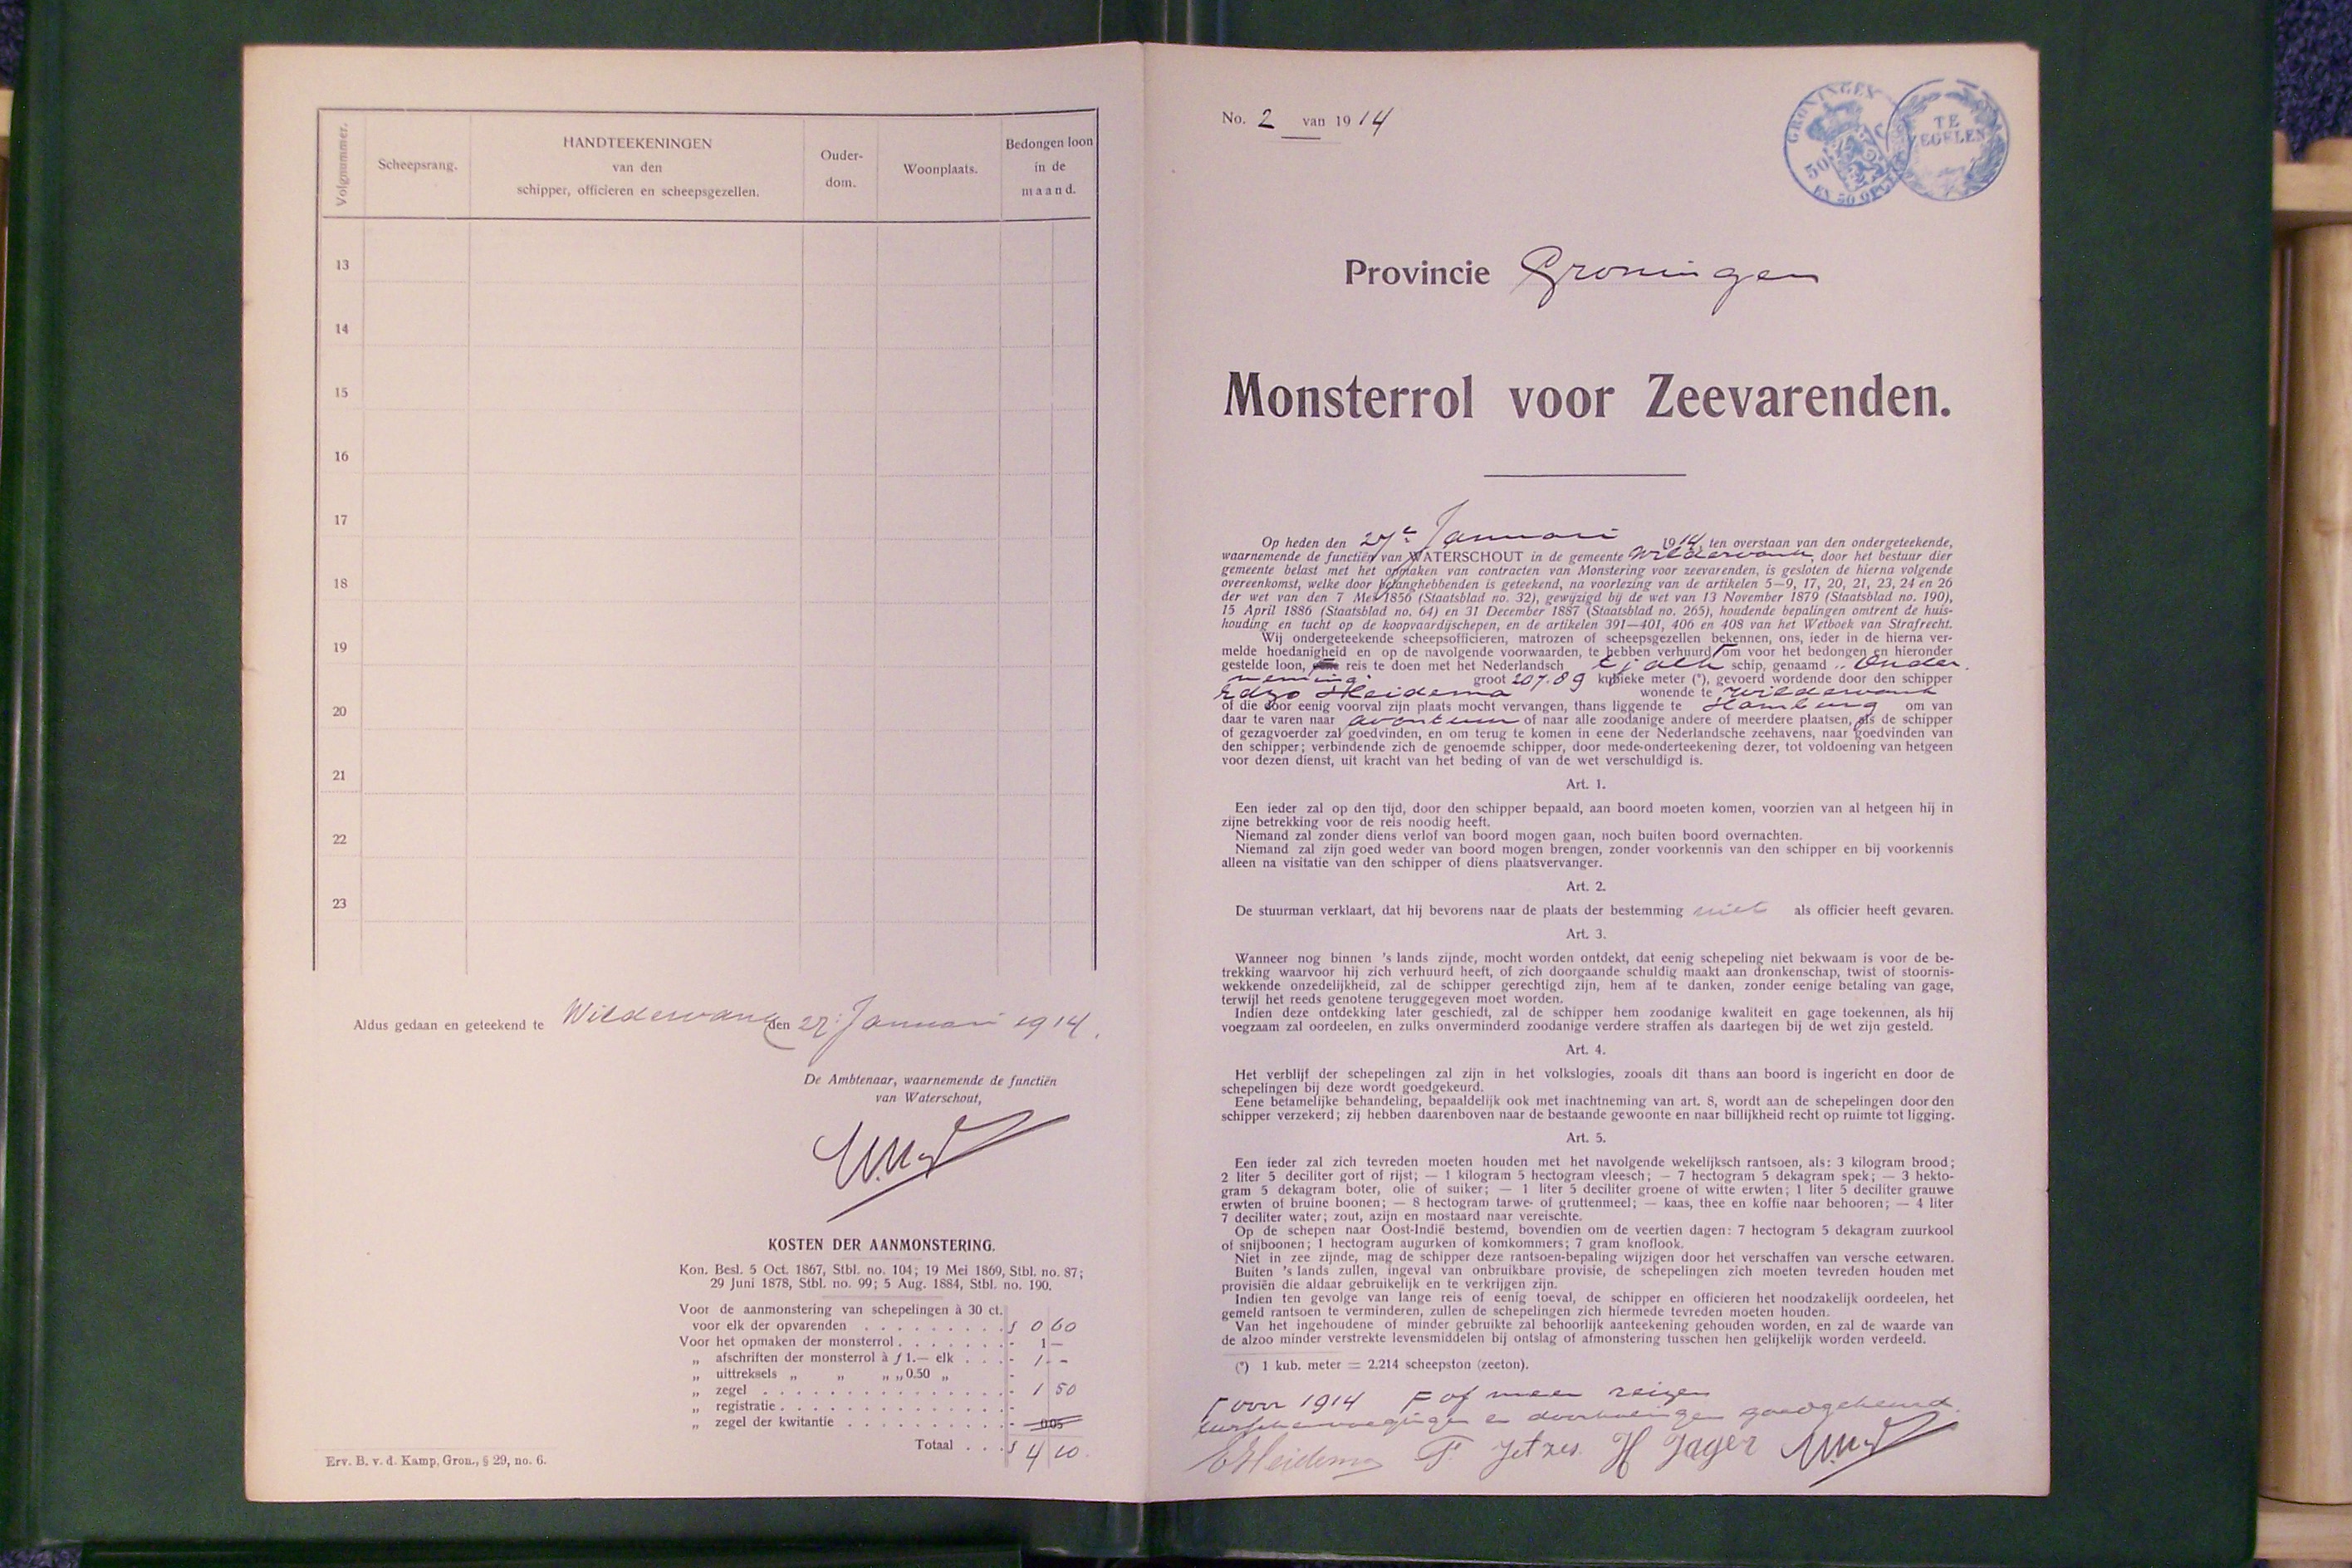 Volgnummer.
Scheepsrang.
HANDTEEKENINGEN
van den
schipper, officieren en scheepsgezellen.
Ouder-
dom.
Woonplaats.
Bedongen loon
in de
maand.
13
14
15
16
17
18
19
20
21
22
23
Aldus gedaan en geteekend te Wildervank den 27 Januari 1914.
De Ambtenaar, waarnemende de functiën
van Waterschout,
KOSTEN DER AANMONSTERING.
Kon. Besl. 5 Oct. 1867, Stbl. no. 104; 19 Mei 1869, Stbl. no. 87;
29 Juni 1878, Stbl. no. 99; 5 Aug. 1884, Stbl. no. 190.
Voor de aanmonstering van schepelingen à 30 ct.
voor elk der opvarenden . . . . . . . . . f 0 60
Voor het opmaken der monsterrol . . . . . . . - 1 —
„ afschriften der monsterrol à f 1.— elk . . . - 1 - -
„ uittreksels „ „ „ „ 0.50 „ -
„ zegel . . . . . . . . . . . . . . . - 1 50
„ registratie . . . . . . . . . . . . . . -
„ zegel der kwitantie . . . . . . . . . . - 0 05
Totaal . . . f 4 10.
Erv. B. v. d. Kamp, Gron., § 29, no. 6.
No. 2 van 1914
GRONINGEN
50
EN 50 OPC
TE
ZEGELEN
Provincie Groningen
Monsterrol voor Zeevarenden.
Op heden den 27e Januari 1914, ten overstaan van den ondergeteekende,
waarnemende de functiën van WATERSCHOUT in de gemeente Wildervank, door het bestuur dier
gemeente belast met het opmaken van contracten van Monstering voor zeevarenden, is gesloten de hierna volgende
overeenkomst, welke door belanghebbenden is geteekend, na voorlezing van de artikelen 5—9, 17, 20, 21, 23, 24 en 26
der wet van den 7 Mei 1856 (Staatsblad no. 32), gewijzigd bij de wet van 13 November 1879 (Staatsblad no. 190),
15 April 1886 (Staatsblad no. 64) en 31 December 1887 (Staatsblad no. 265), houdende bepalingen omtrent de huis-
houding en tucht op de koopvaardijschepen, en de artikelen 391—401, 406 en 408 van het Wetboek van Strafrecht.
Wij ondergeteekende scheepsofficieren, matrozen of scheepsgezellen bekennen, ons, ieder in de hierna ver-
melde hoedanigheid en op de navolgende voorwaarden, te hebben verhuurd om voor het bedongen en hieronder
gestelde loon, reis te doen met het Nederlandsch tjalk schip, genaamd „Onder.
neming" groot 207.89 kubieke meter (*), gevoerd wordende door den schipper
Edzo Heidema wonende te Wildervank
of die door eenig voorval zijn plaats mocht vervangen, thans liggende te Hamburg om van
daar te varen naar avontuur of naar alle zoodanige andere of meerdere plaatsen, als de schipper
of gezagvoerder zal goedvinden, en om terug te komen in eene der Nederlandsche zeehavens, naar goedvinden van
den schipper; verbindende zich de genoemde schipper, door mede-onderteekening dezer, tot voldoening van hetgeen
voor dezen dienst, uit kracht van het beding of van de wet verschuldigd is.
Art. 1.
Een ieder zal op den tijd, door den schipper bepaald, aan boord moeten komen, voorzien van al hetgeen hij in
zijne betrekking voor de reis noodig heeft.
Niemand zal zonder diens verlof van boord mogen gaan, noch buiten boord overnachten.
Niemand zal zijn goed weder van boord mogen brengen, zonder voorkennis van den schipper en bij voorkennis
alleen na visitatie van den schipper of diens plaatsvervanger.
Art. 2.
De stuurman verklaart, dat hij bevorens naar de plaats der bestemming niet als officier heeft gevaren.
Art. 3.
Wanneer nog binnen 's lands zijnde, mocht worden ontdekt, dat eenig schepeling niet bekwaam is voor de be-
trekking waarvoor hij zich verhuurd heeft, of zich doorgaande schuldig maakt aan dronkenschap, twist of stoornis-
wekkende onzedelijkheid, zal de schipper gerechtigd zijn, hem af te danken, zonder eenige betaling van gage,
terwijl het reeds genotene teruggegeven moet worden.
Indien deze ontdekking later geschiedt, zal de schipper hem zoodanige kwaliteit en gage toekennen, als hij
voegzaam zal oordeelen, en zulks onverminderd zoodanige verdere straffen als daartegen bij de wet zijn gesteld.
Art. 4.
Het verblijf der schepelingen zal zijn in het volkslogies, zooals dit thans aan boord is ingericht en door de
schepelingen bij deze wordt goedgekeurd.
Eene betamelijke behandeling, bepaaldelijk ook met inachtneming van art. 8, wordt aan de schepelingen door den
schipper verzekerd; zij hebben daarenboven naar de bestaande gewoonte en naar billijkheid recht op ruimte tot ligging.
Art. 5.
Een ieder zal zich tevreden moeten houden met het navolgende wekelijksch rantsoen, als: 3 kilogram brood;
2 liter 5 deciliter gort of rijst; — 1 kilogram 5 hectogram vleesch; — 7 hectogram 5 dekagram spek; — 3 hekto-
gram 5 dekagram boter, olie of suiker; — 1 liter 5 deciliter groene of witte erwten; 1 liter 5 deciliter grauwe
erwten of bruine boonen; — 8 hectogram tarwe- of gruttenmeel; — kaas, thee en koffie naar behooren; — 4 liter
7 deciliter water; zout, azijn en mostaard naar vereischte.
Op de schepen naar Oost-Indië bestemd, bovendien om de veertien dagen: 7 hectogram 5 dekagram zuurkool
of snijboonen; 1 hectogram augurken of komkommers; 7 gram knoflook.
Niet in zee zijnde, mag de schipper deze rantsoen-bepaling wijzigen door het verschaffen van versche eetwaren.
Buiten 's lands zullen, ingeval van onbruikbare provisie, de schepelingen zich moeten tevreden houden met
provisiën die aldaar gebruikelijk en te verkrijgen zijn.
Indien ten gevolge van lange reis of eenig toeval, de schipper en officieren het noodzakelijk oordeelen, het
gemeld rantsoen te verminderen, zullen de schepelingen zich hiermede tevreden moeten houden.
Van het ingehoudene of minder gebruikte zal behoorlijk aanteekening gehouden worden, en zal de waarde van
de alzoo minder verstrekte levensmiddelen bij ontslag of afmonstering tusschen hen gelijkelijk worden verdeeld.
(*) 1 kub. meter = 2.214 scheepston (zeeton).
voor 1914 of meer reizen
tusschenvoegingen en doorhalingen goedgekeurd.
EHeidema F. Jetzes. H Jager